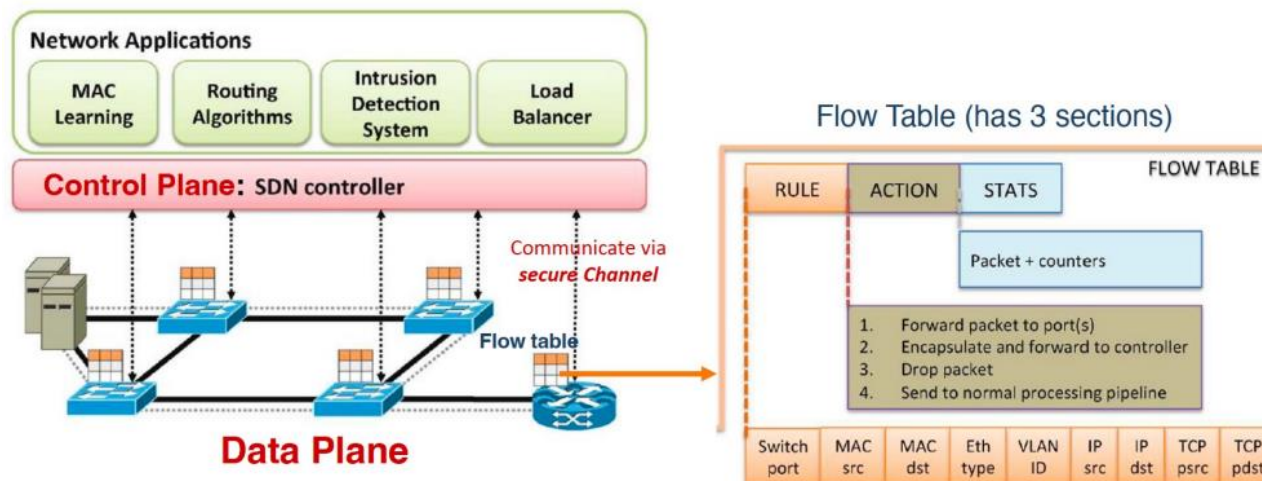 Network Applications
MAC
Learning
Routing
Algorithms
Intrusion
Detection
System
Load
Balancer
Control Plane: SDN controller
Communicate via
secure Channel
Flow table
Data Plane
Flow Table (has 3 sections)
FLOW TABLE
RULE
ACTION
STATS
Packet + counters
1. Forward packet to port(s)
2. Encapsulate and forward to controller
3. Drop packet
4. Send to normal processing pipeline
Switch
port
MAC
src
MAC
dst
Eth
type
VLAN
ID
IP
src
IP
dst
TCP
psrc
TCP
pdst